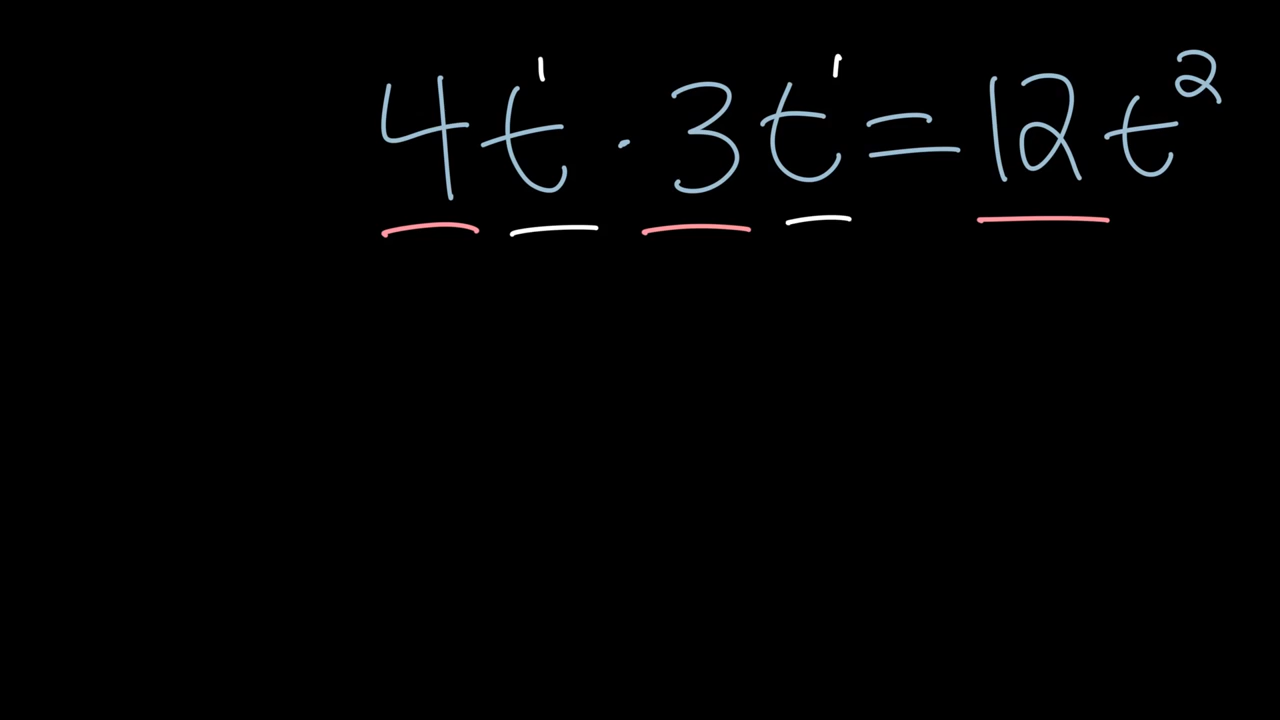 4t¹ · 3t¹ = 12t²